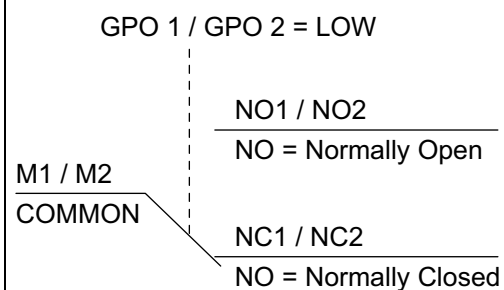 GPO 1 / GPO 2 = LOW
NO1 / NO2
NO = Normally Open
M1 / M2
COMMON
NC1 / NC2
NO = Normally Closed